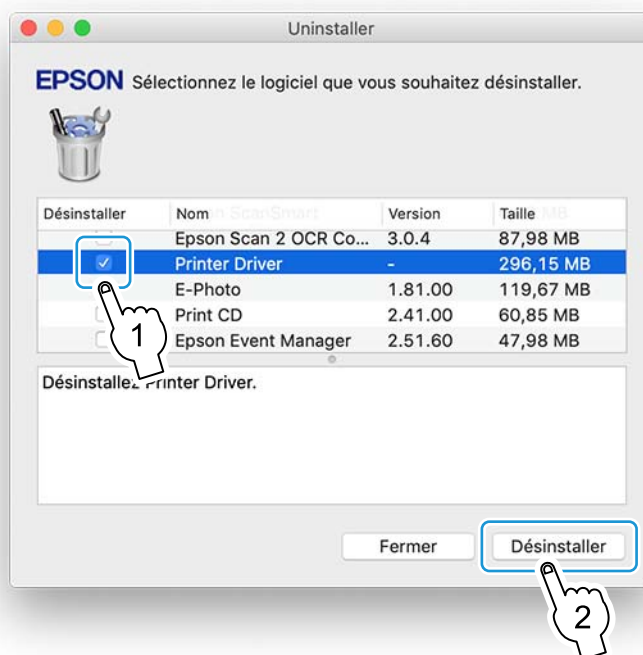 Uninstaller
EPSON Sélectionnez le logiciel que vous souhaitez désinstaller.
Désinstaller Nom Version Taille
Epson Scan 2 OCR Co... 3.0.4 87,98 MB
Printer Driver - 296,15 MB
E-Photo 1.81.00 119,67 MB
Print CD 2.41.00 60,85 MB
Epson Event Manager 2.51.60 47,98 MB
1
Désinstallez Printer Driver.
Fermer Désinstaller
2